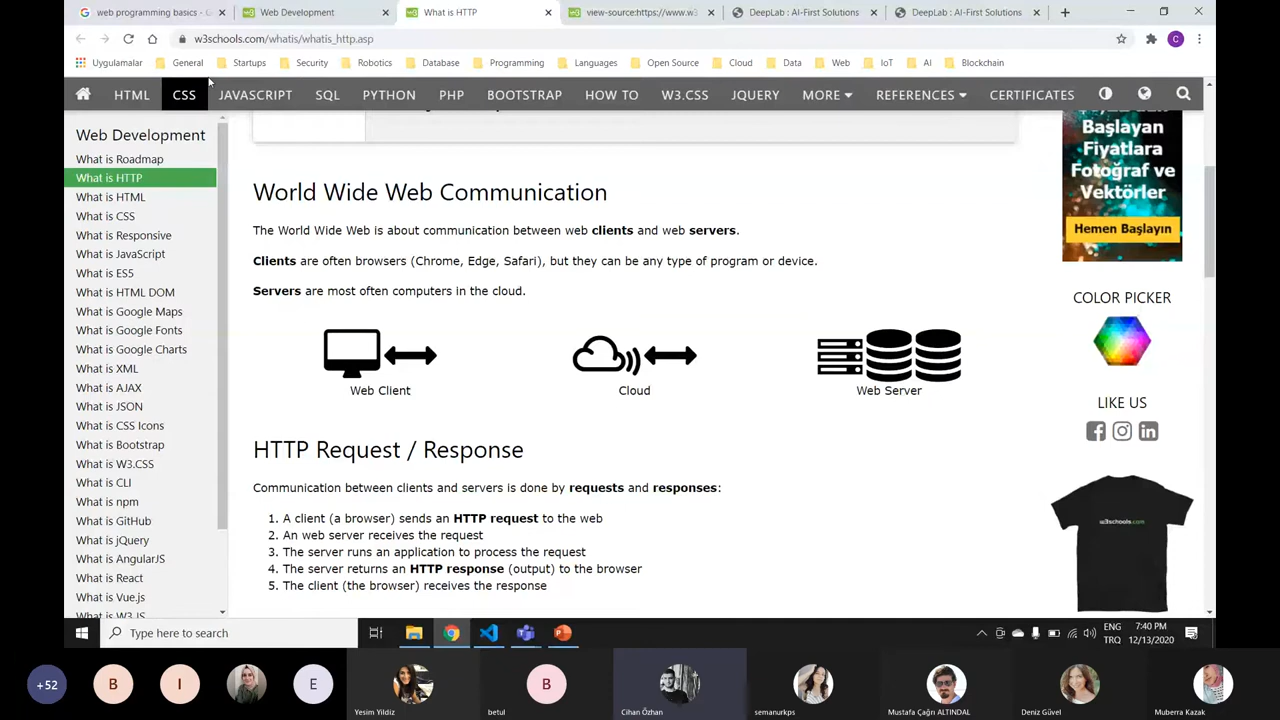 web programming basics - G
Web Development
What is HTTP
view-source:https://www.w3
DeepLab : AI-First Solutions
DeepLab : AI-First Solutions
w3schools.com/whatis/whatis_http.asp
C
Uygulamalar
General
Startups
Security
Robotics
Database
Programming
Languages
Open Source
Cloud
Data
Web
IoT
AI
Blockchain
HTML
CSS
JAVASCRIPT
SQL
PYTHON
PHP
BOOTSTRAP
HOW TO
W3.CSS
JQUERY
MORE
REFERENCES
CERTIFICATES
Web Development
What is Roadmap
What is HTTP
What is HTML
What is CSS
What is Responsive
What is JavaScript
What is ES5
What is HTML DOM
What is Google Maps
What is Google Fonts
What is Google Charts
What is XML
What is AJAX
What is JSON
What is CSS Icons
What is Bootstrap
What is W3.CSS
What is CLI
What is npm
What is GitHub
What is jQuery
What is AngularJS
What is React
What is Vue.js
What is W3.JS
World Wide Web Communication
The World Wide Web is about communication between web clients and web servers.
Clients are often browsers (Chrome, Edge, Safari), but they can be any type of program or device.
Servers are most often computers in the cloud.
Web Client
Cloud
Web Server
HTTP Request / Response
Communication between clients and servers is done by requests and responses:
1. A client (a browser) sends an HTTP request to the web
2. An web server receives the request
3. The server runs an application to process the request
4. The server returns an HTTP response (output) to the browser
5. The client (the browser) receives the response
Başlayan
Fiyatlara
Fotoğraf ve
Vektörler
Hemen Başlayın
COLOR PICKER
LIKE US
w3schools.com
Type here to search
ENG
TRQ
7:40 PM
12/13/2020
+52
B
I
E
Yesim Yildiz
B
betul
Cihan Özhan
semanurkps
Mustafa Çağrı ALTINDAL
Deniz Güvel
Muberra Kazak